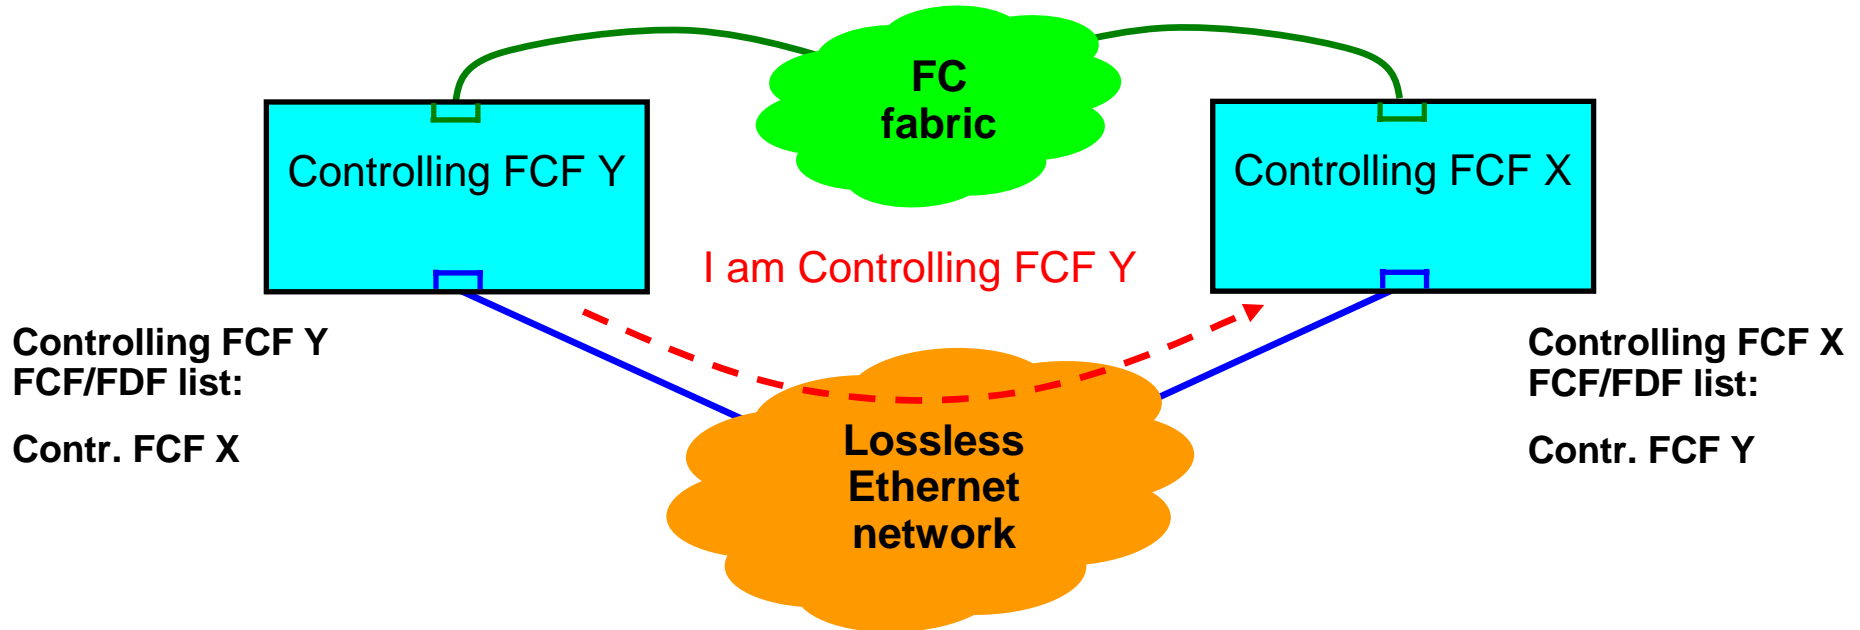 FC
fabric
Controlling FCF Y
Controlling FCF X
I am Controlling FCF Y
Controlling FCF Y
FCF/FDF list:
Contr. FCF X
Controlling FCF X
FCF/FDF list:
Contr. FCF Y
Lossless
Ethernet
network